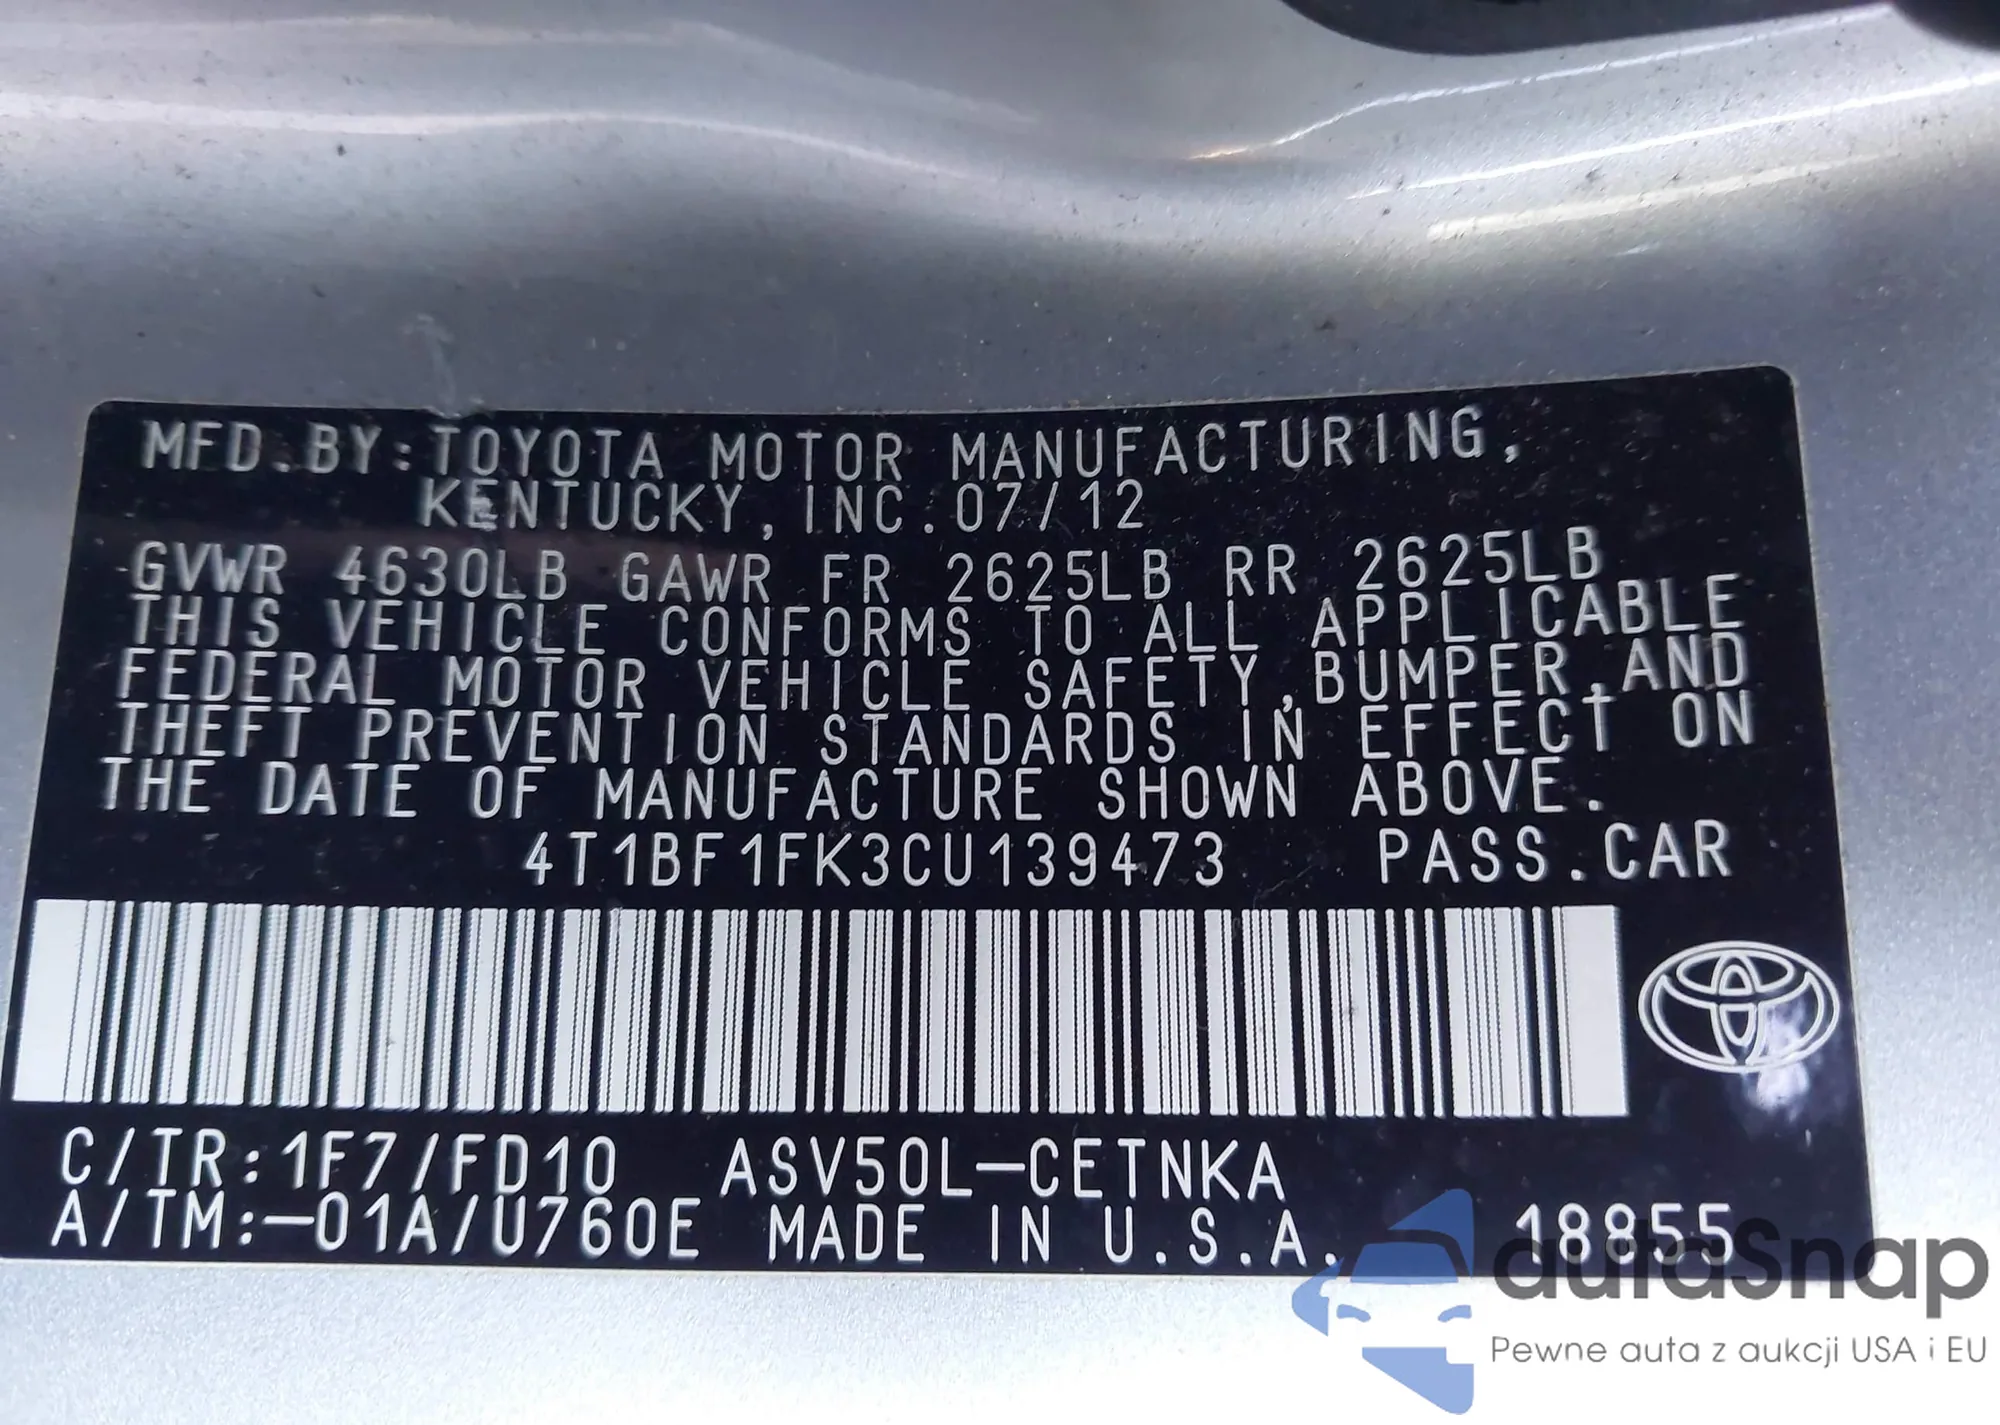 MFD.BY:TOYOTA MOTOR MANUFACTURING,
KENTUCKY, INC.07/12
GVWR 4630LB GAWR FR 2625LB RR 2625LB
THIS VEHICLE CONFORMS TO ALL APPLICABLE
FEDERAL MOTOR VEHICLE SAFETY,BUMPER,AND
THEFT PREVENTION STANDARDS IN EFFECT ON
THE DATE OF MANUFACTURE SHOWN ABOVE.
4T1BF1FK3CU139473 PASS.CAR
C/TR:1F7/FD10 ASV50L-CETNKA
A/TM:-01A/U760E MADE IN U.S.A. 18855
autaSnap
Pewne auta z aukcji USA i EU